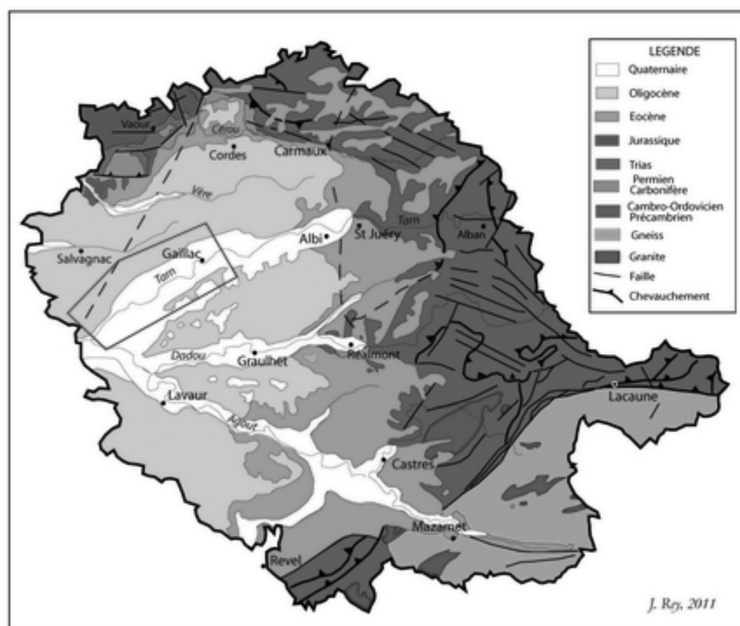 LEGENDE
Quaternaire
Oligocène
Eocène
Jurassique
Trias
Permien
Carbonifère
Cambro-Ordovicien
Précambrien
Gneiss
Granite
Faille
Chevauchement
Vaour
Cérou
Cordes
Carmaux
Vère
Tarn
Salvagnac
Gaillac
Albi
St Juéry
Alban
Tarn
Dadou
Graulhet
Réalmont
Lavaur
Agout
Lacaune
Castres
Mazamet
Revel
J. Rey, 2011